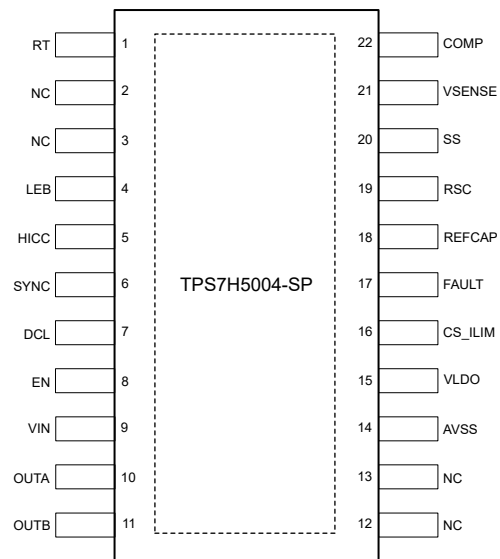 RT 1 22 COMP
NC 2 21 VSENSE
NC 3 20 SS
LEB 4 19 RSC
HICC 5 18 REFCAP
SYNC 6 TPS7H5004-SP 17 FAULT
DCL 7 16 CS_ILIM
EN 8 15 VLDO
VIN 9 14 AVSS
OUTA 10 13 NC
OUTB 11 12 NC